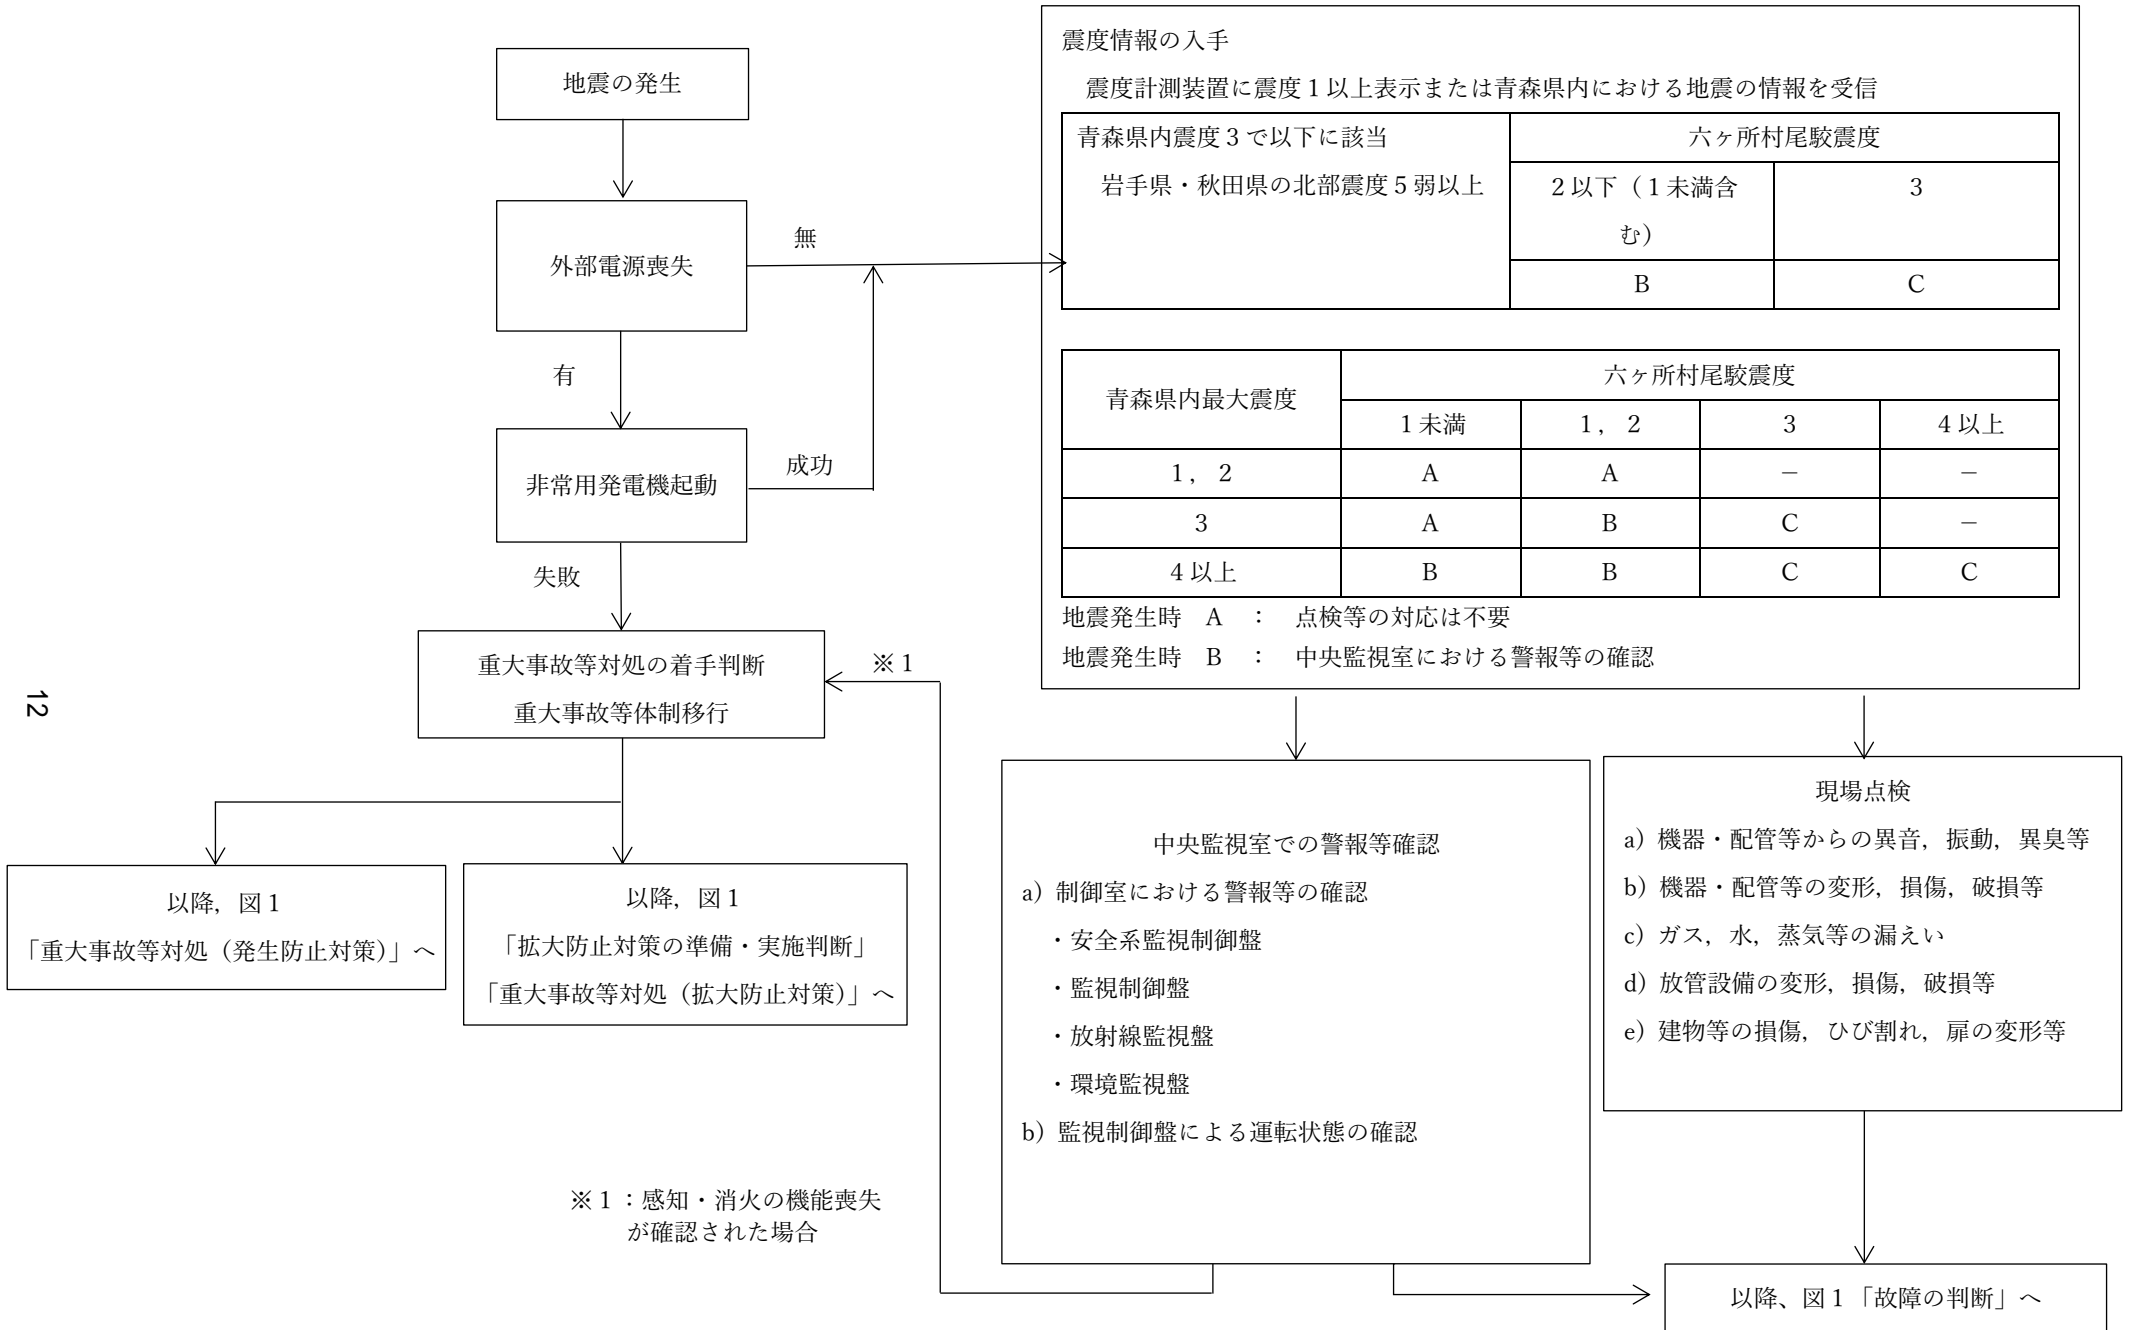 地震の発生
外部電源喪失
無
有
非常用発電機起動
成功
失敗
重大事故等対処の着手判断
重大事故等体制移行
※１
以降，図１
「重大事故等対処（発生防止対策）」へ
以降，図１
「拡大防止対策の準備・実施判断」
「重大事故等対処（拡大防止対策）」へ
※１：感知・消火の機能喪失
が確認された場合
12
震度情報の入手
震度計測装置に震度１以上表示または青森県内における地震の情報を受信
青森県内震度３で以下に該当
岩手県・秋田県の北部震度５弱以上
六ヶ所村尾駮震度
２以下（１未満含
む）
３
B
C
青森県内最大震度
六ヶ所村尾駮震度
１未満
１，２
３
４以上
１，２
A
A
－
－
３
A
B
C
－
４以上
B
B
C
C
地震発生時　A　：　点検等の対応は不要
地震発生時　B　：　中央監視室における警報等の確認
中央監視室での警報等確認
a）制御室における警報等の確認
・安全系監視制御盤
・監視制御盤
・放射線監視盤
・環境監視盤
b）監視制御盤による運転状態の確認
現場点検
a）機器・配管等からの異音，振動，異臭等
b）機器・配管等の変形，損傷，破損等
c）ガス，水，蒸気等の漏えい
d）放管設備の変形，損傷，破損等
e）建物等の損傷，ひび割れ，扉の変形等
以降、図１「故障の判断」へ